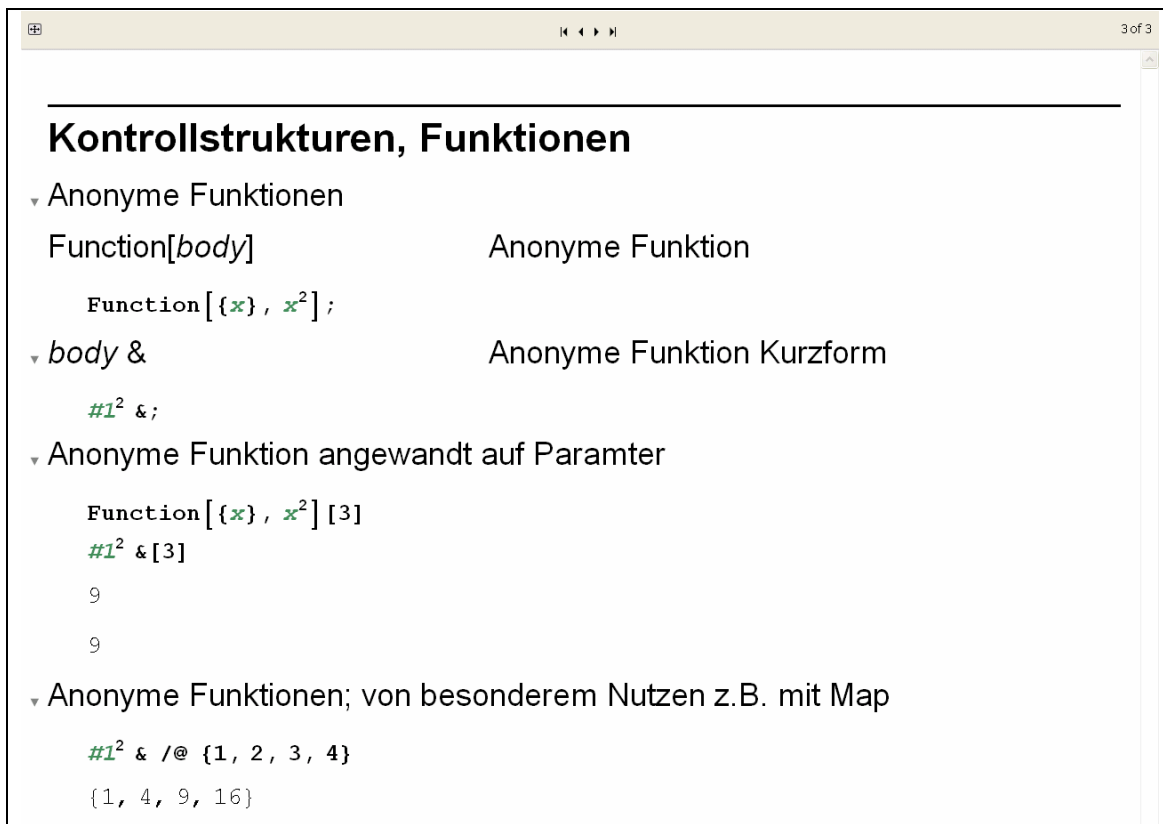 3 of 3
Kontrollstrukturen, Funktionen
Anonyme Funktionen
Function[body] Anonyme Funktion
Function[{x}, x²];
body & Anonyme Funktion Kurzform
#1² &;
Anonyme Funktion angewandt auf Paramter
Function[{x}, x²][3]
#1² &[3]
9
9
Anonyme Funktionen; von besonderem Nutzen z.B. mit Map
#1² & /@ {1, 2, 3, 4}
{1, 4, 9, 16}